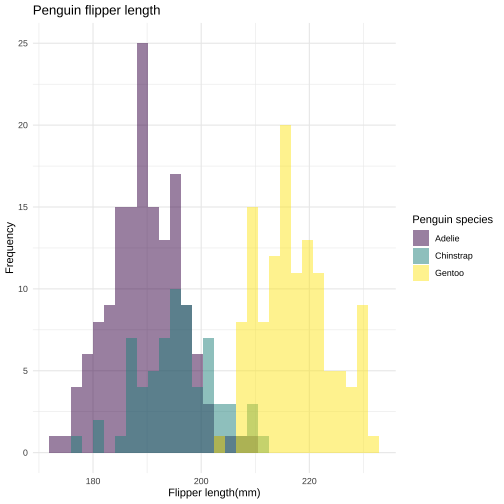 Penguin flipper length
25
20
15
10
5
0
Frequency
180
200
220
Flipper length(mm)
Penguin species
Adelie
Chinstrap
Gentoo